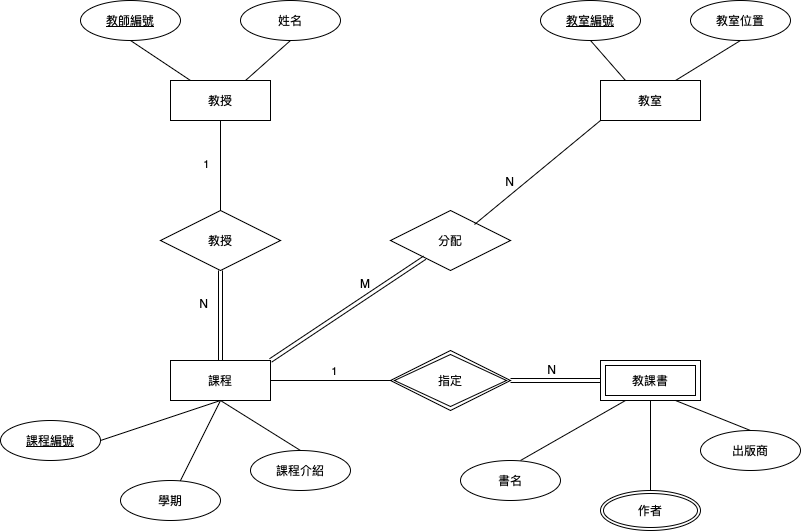 教師編號
姓名
教室編號
教室位置
教授
教室
1
N
教授
分配
M
N
課程
1
指定
N
教課書
課程編號
課程介紹
學期
書名
出版商
作者